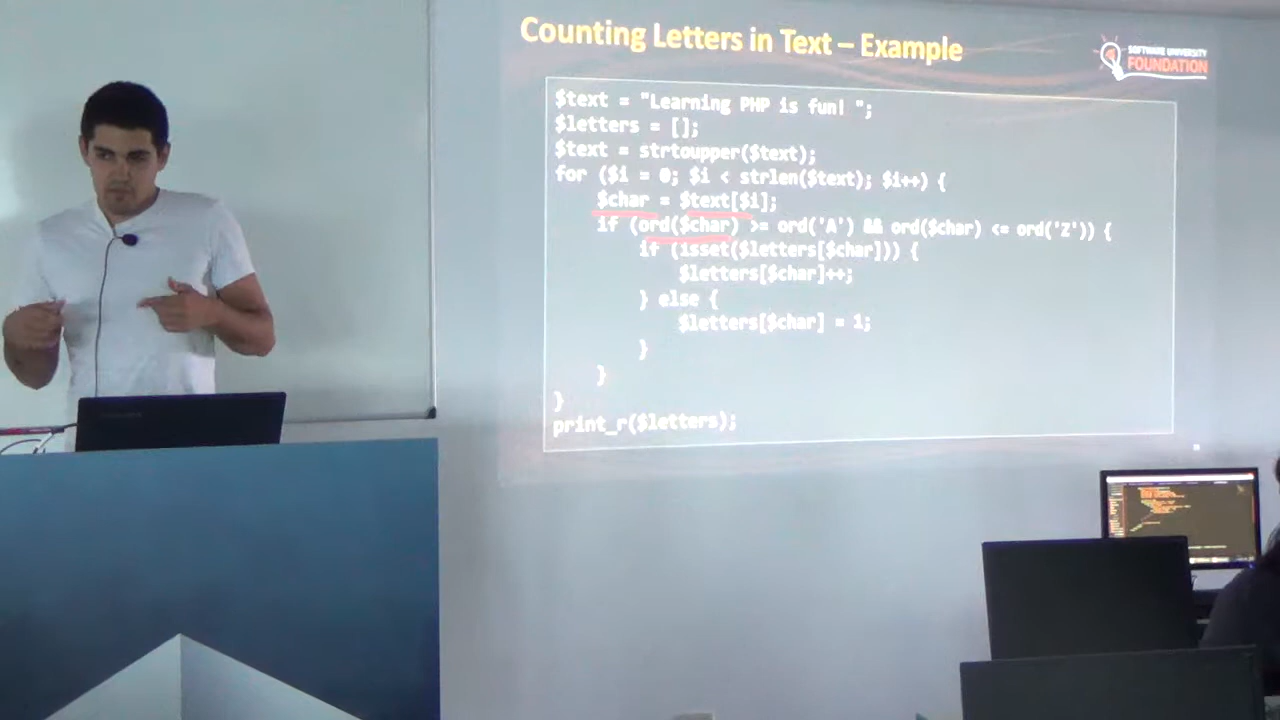 Counting Letters in Text – Example
SOFTWARE UNIVERSITY
FOUNDATION
$text = "Learning PHP is fun! ";
$letters = [];
$text = strtoupper($text);
for ($i = 0; $i < strlen($text); $i++) {
$char = $text[$i];
if (ord($char) >= ord('A') && ord($char) <= ord('Z')) {
if (isset($letters[$char])) {
$letters[$char]++;
} else {
$letters[$char] = 1;
}
}
}
print_r($letters);